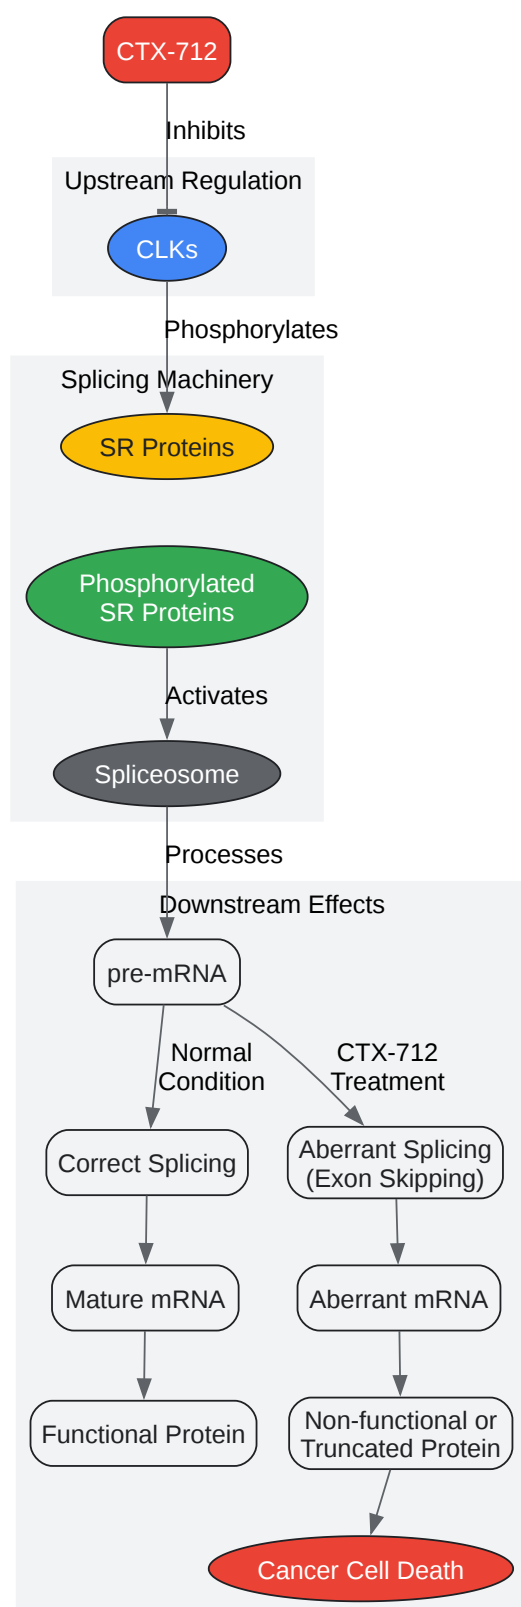 CTX-712
Inhibits
Upstream Regulation
CLKs
Phosphorylates
Splicing Machinery
SR Proteins
Phosphorylated
SR Proteins
Activates
Spliceosome
Processes
Downstream Effects
pre-mRNA
Normal
Condition
CTX-712
Treatment
Correct Splicing
Aberrant Splicing
(Exon Skipping)
Mature mRNA
Aberrant mRNA
Functional Protein
Non-functional or
Truncated Protein
Cancer Cell Death